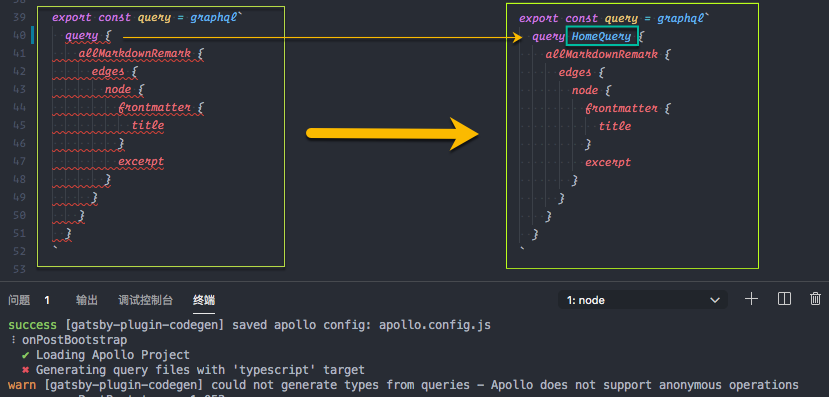 38
39 export const query = graphql`
40 query {
41 allMarkdownRemark {
42 edges {
43 node {
44 frontmatter {
45 title
46 }
47 excerpt
48 }
49 }
50 }
51 }
52 `
53
export const query = graphql`
query HomeQuery {
allMarkdownRemark {
edges {
node {
frontmatter {
title
}
excerpt
}
}
}
}
`
问题 1 输出 调试控制台 终端 1: node
success [gatsby-plugin-codegen] saved apollo config: apollo.config.js
⠇ onPostBootstrap
✔ Loading Apollo Project
✖ Generating query files with 'typescript' target
warn [gatsby-plugin-codegen] could not generate types from queries - Apollo does not support anonymous operations